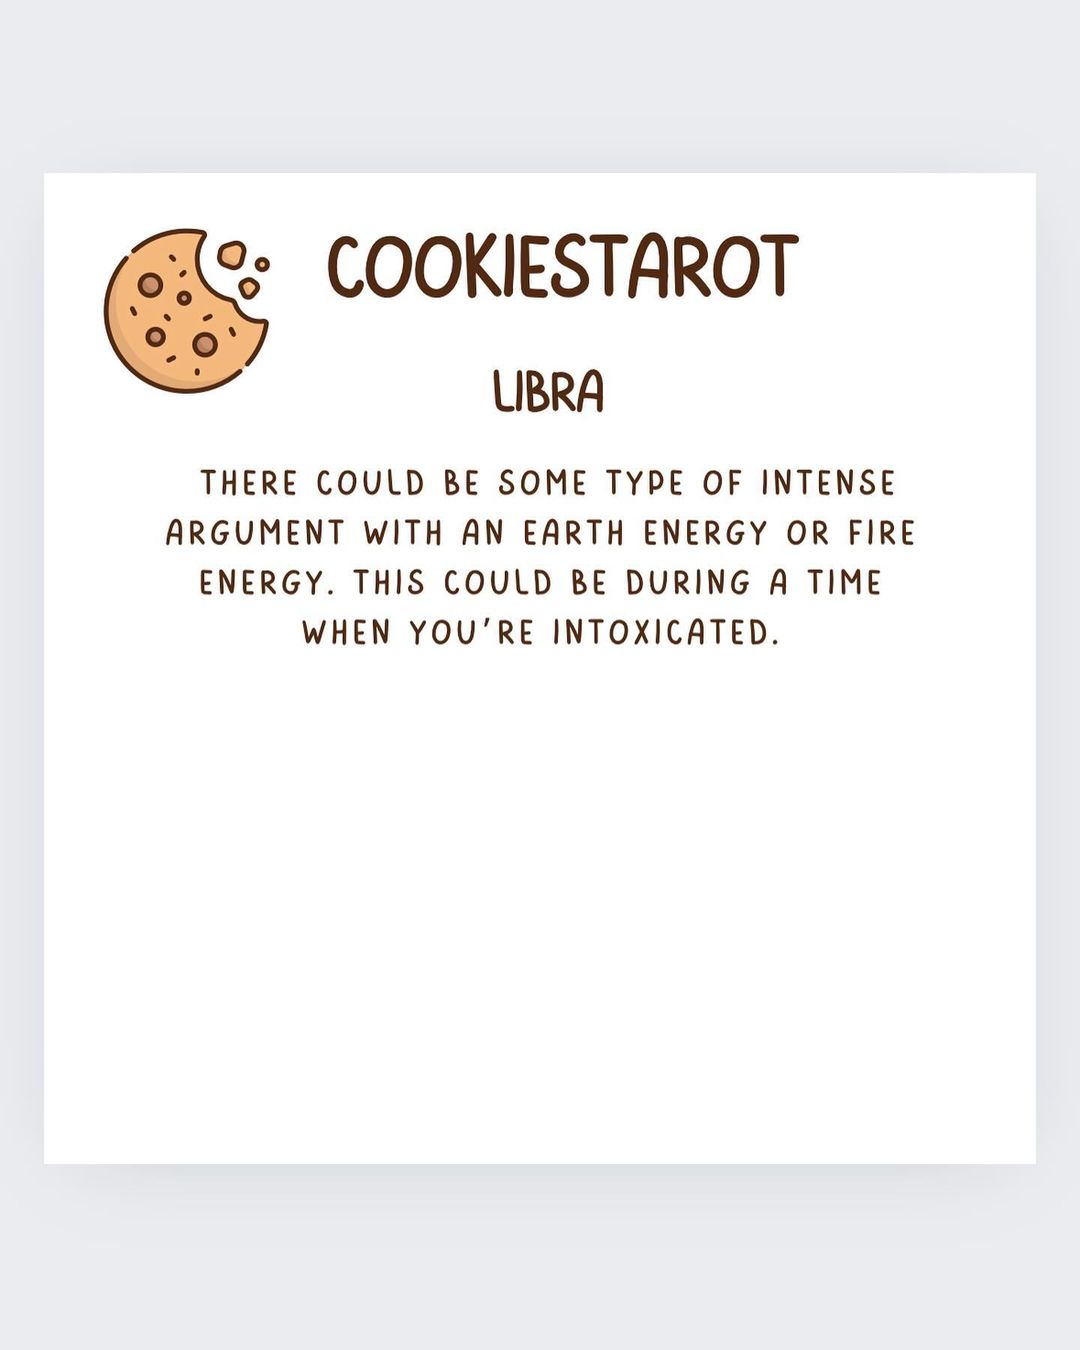 COOKIESTAROT
LIBRA
THERE COULD BE SOME TYPE OF INTENSE
ARGUMENT WITH AN EARTH ENERGY OR FIRE
ENERGY. THIS COULD BE DURING A TIME
WHEN YOU'RE INTOXICATED.